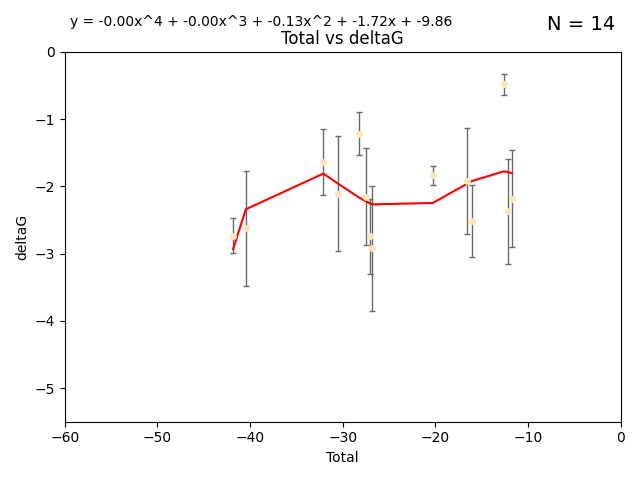 y = -0.00x^4 + -0.00x^3 + -0.13x^2 + -1.72x + -9.86
N = 14
Total vs deltaG
0
−1
−2
−3
−4
−5
deltaG
−60 −50 −40 −30 −20 −10 0
Total